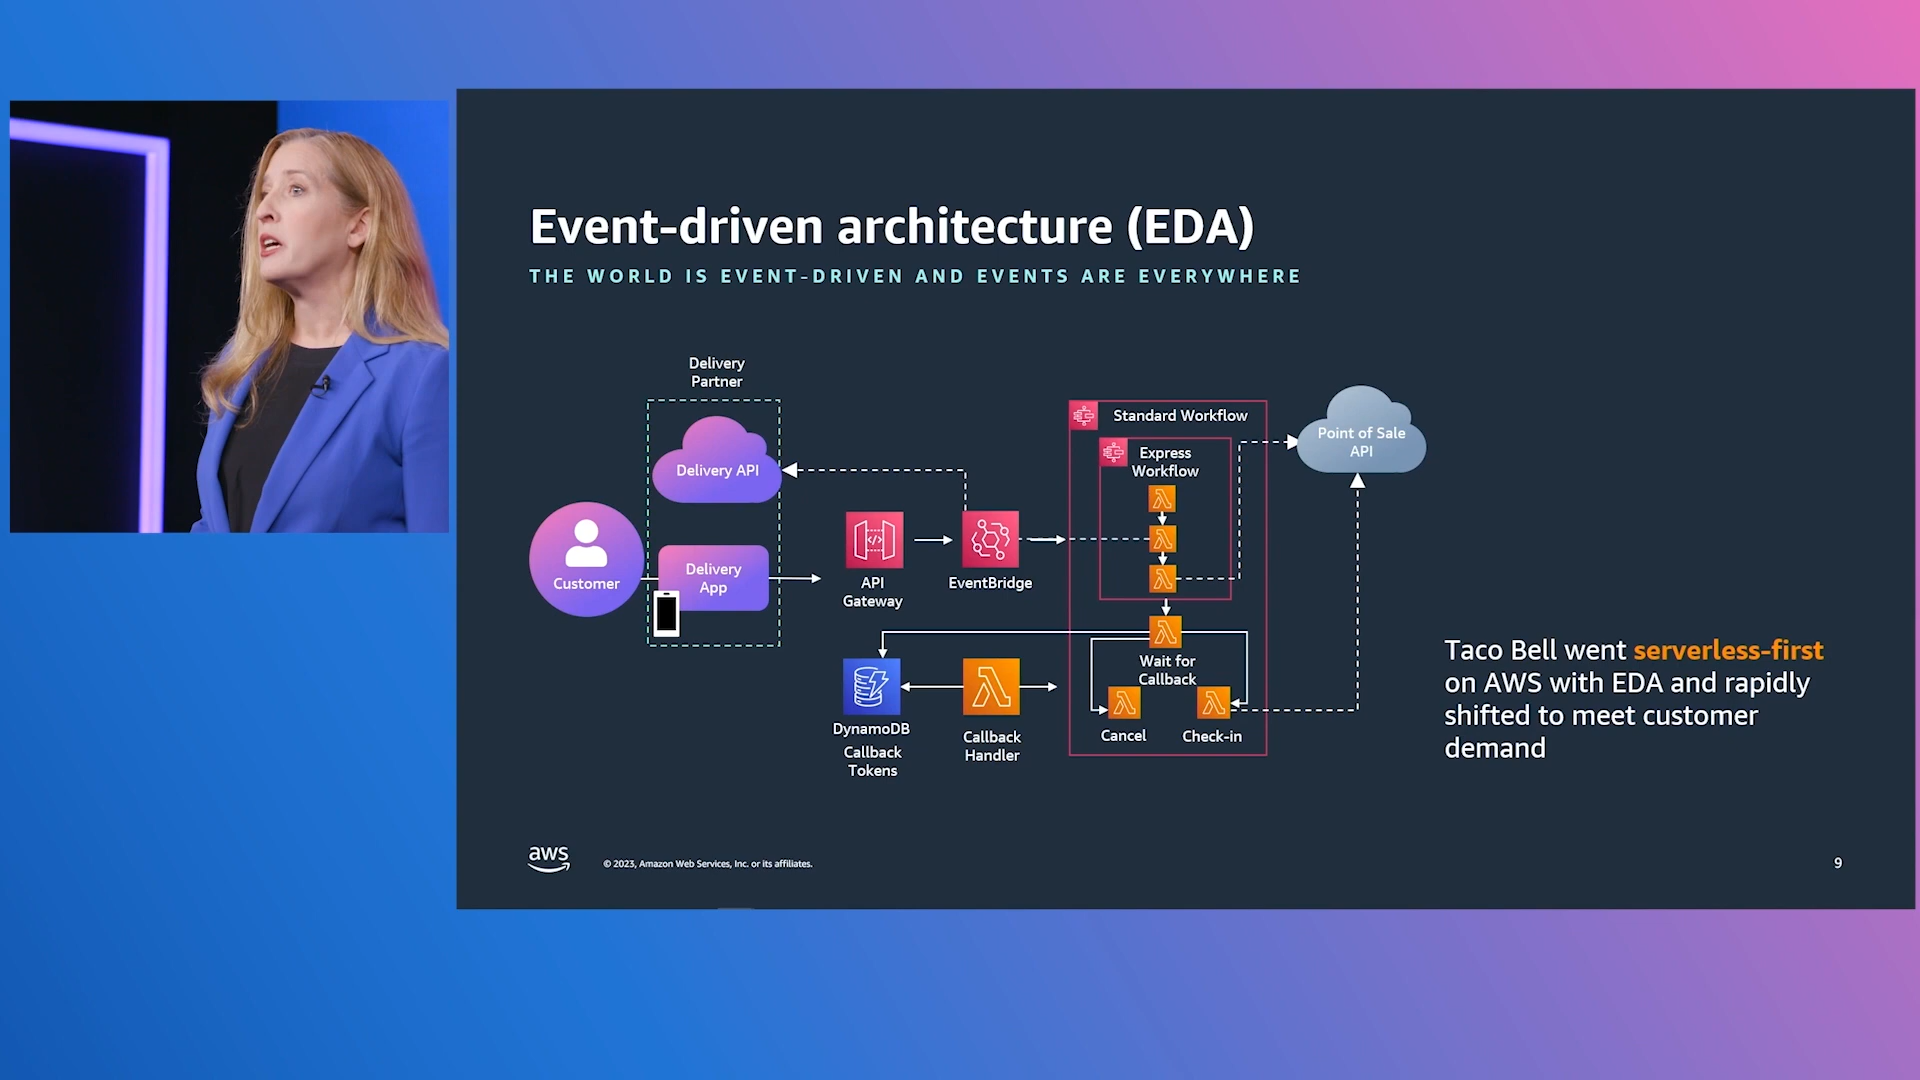 Event-driven architecture (EDA)
THE WORLD IS EVENT-DRIVEN AND EVENTS ARE EVERYWHERE
Delivery
Partner
Delivery API
Customer
Delivery
App
API
Gateway
EventBridge
Standard Workflow
Express
Workflow
Point of Sale
API
Wait for
Callback
Cancel
Check-in
DynamoDB
Callback
Tokens
Callback
Handler
Taco Bell went serverless-first
on AWS with EDA and rapidly
shifted to meet customer
demand
aws
© 2023, Amazon Web Services, Inc. or its affiliates.
9